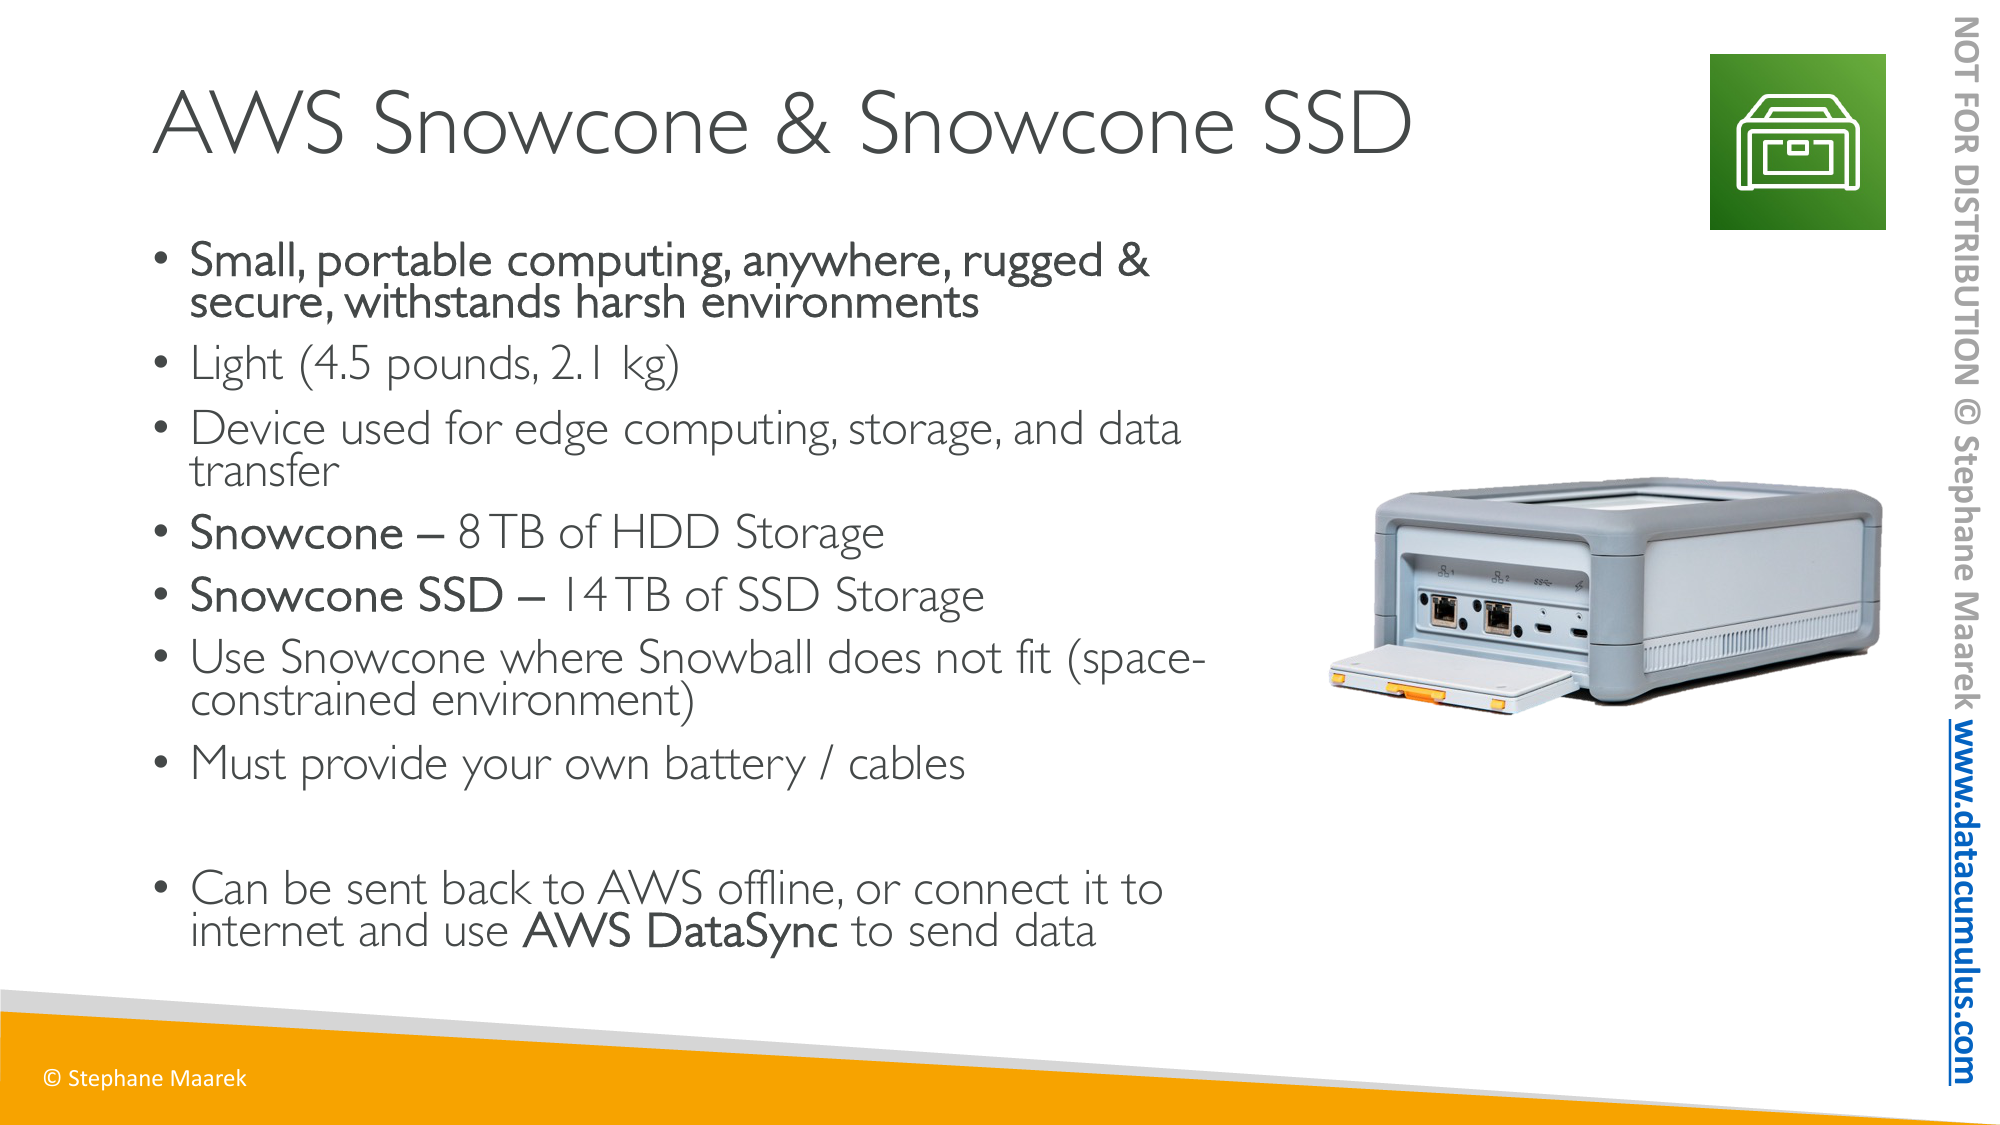 AWS Snowcone & Snowcone SSD
• Small, portable computing, anywhere, rugged &
secure, withstands harsh environments
• Light (4.5 pounds, 2.1 kg)
• Device used for edge computing, storage, and data
transfer
• Snowcone – 8 TB of HDD Storage
• Snowcone SSD – 14 TB of SSD Storage
• Use Snowcone where Snowball does not fit (space-
constrained environment)
• Must provide your own battery / cables
• Can be sent back to AWS offline, or connect it to
internet and use AWS DataSync to send data
© Stephane Maarek
NOT FOR DISTRIBUTION © Stephane Maarek www.datacumulus.com